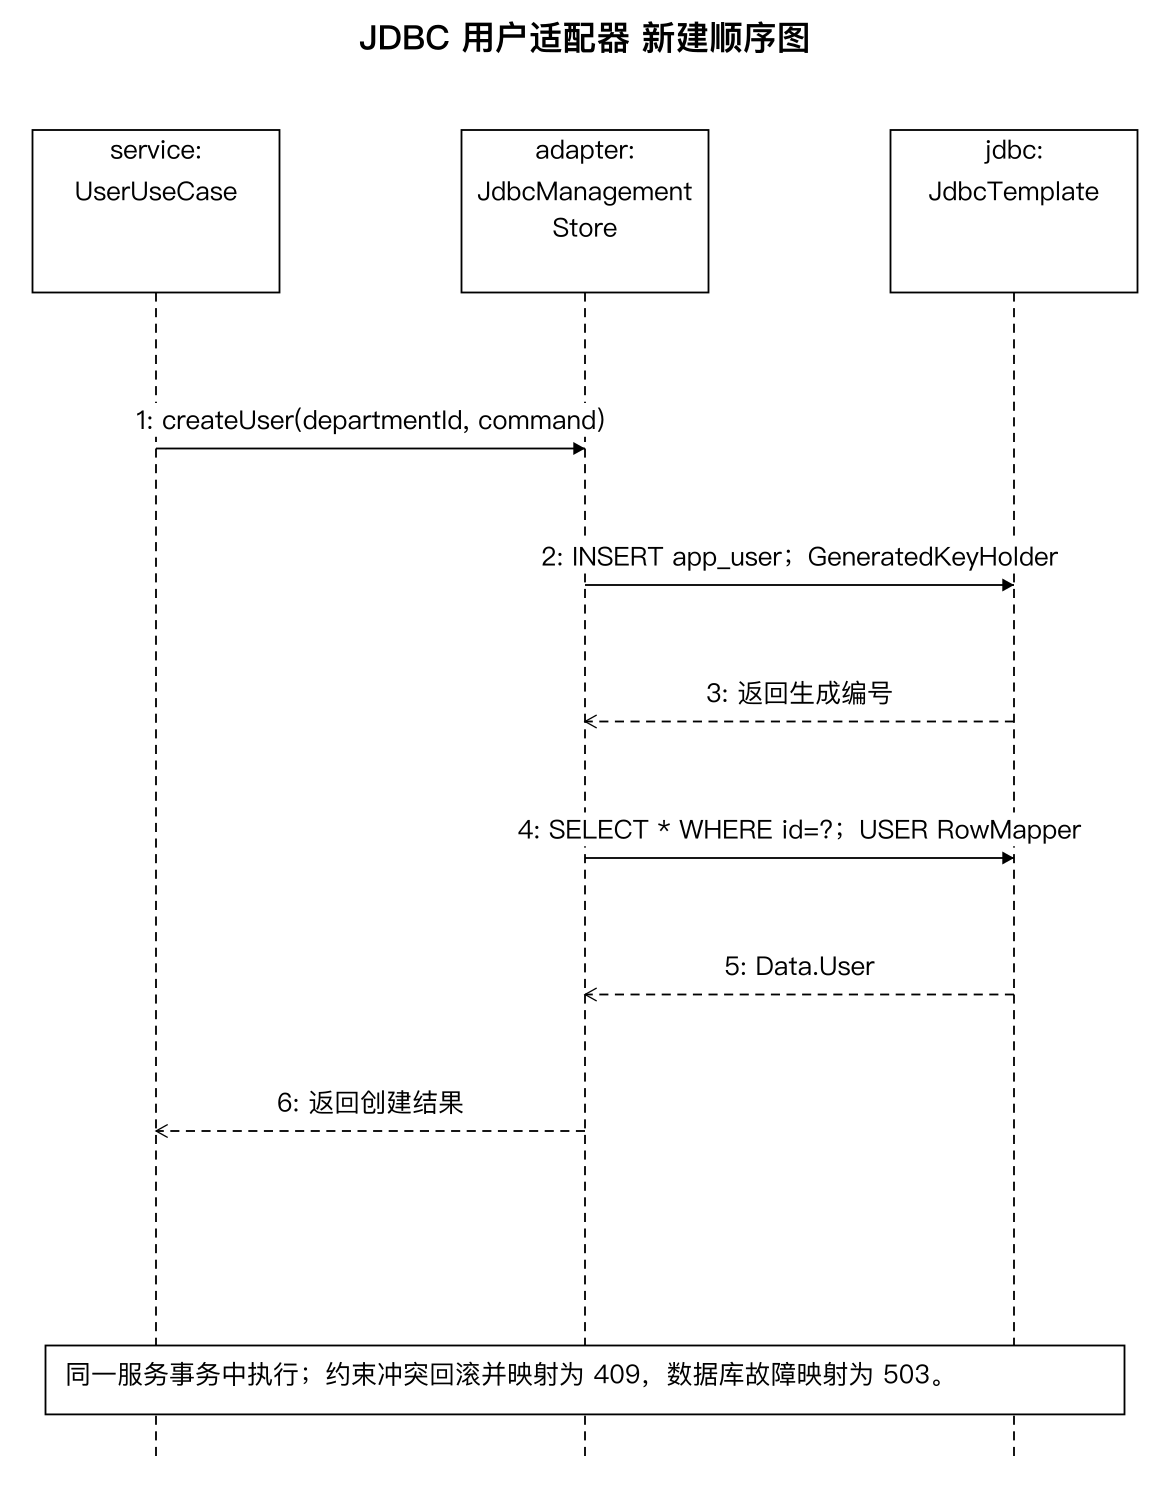 JDBC 用户适配器 新建顺序图
service:
UserUseCase
adapter:
JdbcManagement
Store
jdbc:
JdbcTemplate
1: createUser(departmentId, command)
2: INSERT app_user；GeneratedKeyHolder
3: 返回生成编号
4: SELECT * WHERE id=?；USER RowMapper
5: Data.User
6: 返回创建结果
同一服务事务中执行；约束冲突回滚并映射为 409，数据库故障映射为 503。